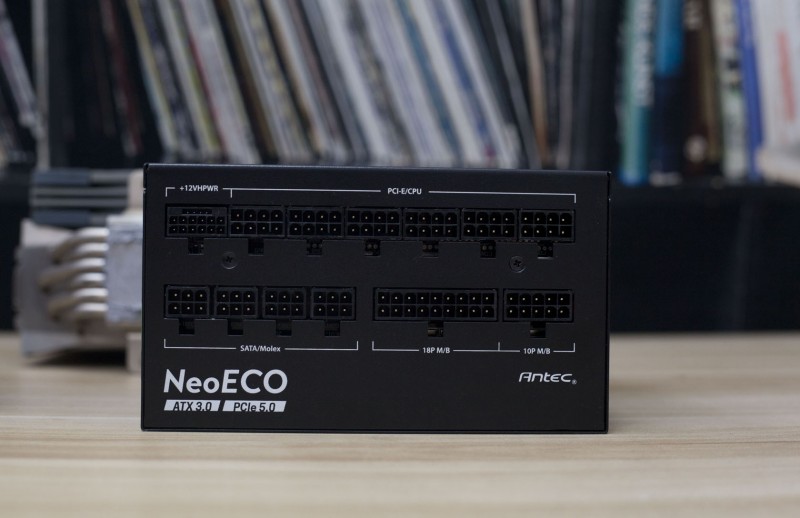 +12VHPWR PCI-E/CPU
SATA/Molex 18P M/B 10P M/B
NeoECO
Antec®
ATX 3.0 PCIe 5.0